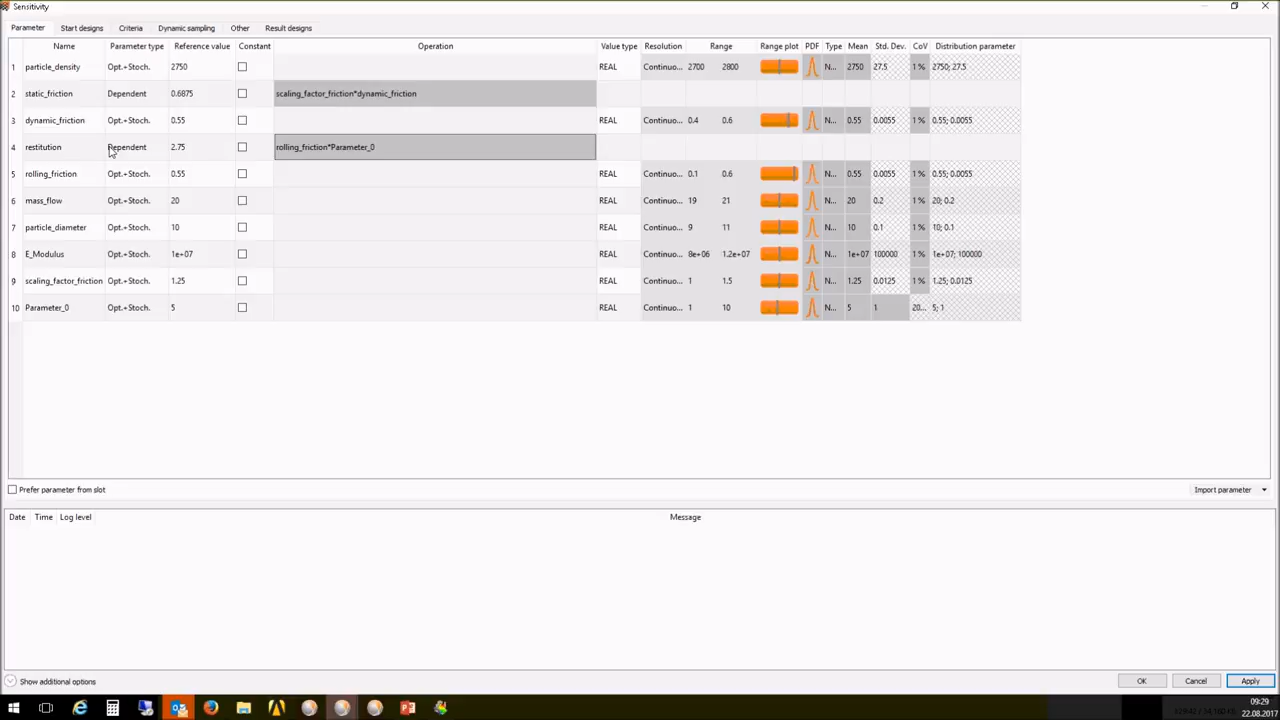 Sensitivity
Parameter Start designs Criteria Dynamic sampling Other Result designs
Name Parameter type Reference value Constant Operation Value type Resolution Range Range plot PDF Type Mean Std. Dev. CoV Distribution parameter
1 particle_density Opt.+Stoch. 2750 REAL Continuo... 2700 2800 N... 2750 27.5 1 % 2750; 27.5
2 static_friction Dependent 0.6875 scaling_factor_friction*dynamic_friction
3 dynamic_friction Opt.+Stoch. 0.55 REAL Continuo... 0.4 0.6 N... 0.55 0.0055 1 % 0.55; 0.0055
4 restitution Dependent 2.75 rolling_friction*Parameter_0
5 rolling_friction Opt.+Stoch. 0.55 REAL Continuo... 0.1 0.6 N... 0.55 0.0055 1 % 0.55; 0.0055
6 mass_flow Opt.+Stoch. 20 REAL Continuo... 19 21 N... 20 0.2 1 % 20; 0.2
7 particle_diameter Opt.+Stoch. 10 REAL Continuo... 9 11 N... 10 0.1 1 % 10; 0.1
8 E_Modulus Opt.+Stoch. 1e+07 REAL Continuo... 8e+06 1.2e+07 N... 1e+07 100000 1 % 1e+07; 100000
9 scaling_factor_friction Opt.+Stoch. 1.25 REAL Continuo... 1 1.5 N... 1.25 0.0125 1 % 1.25; 0.0125
10 Parameter_0 Opt.+Stoch. 5 REAL Continuo... 1 10 N... 5 1 20... 5; 1
Prefer parameter from slot Import parameter
Date Time Log level Message
Show additional options OK Cancel Apply
09:29
22.08.2017